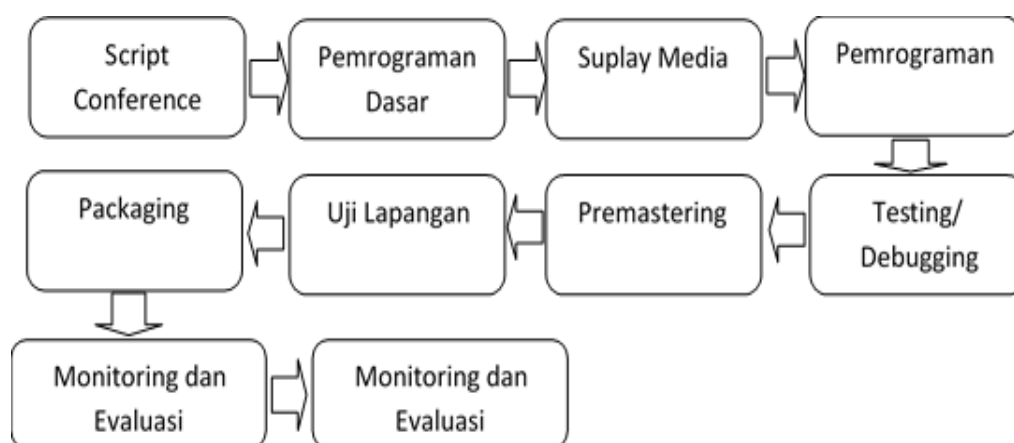 Script
Conference
Pemrograman
Dasar
Suplay Media
Pemrograman
Testing/
Debugging
Premastering
Uji Lapangan
Packaging
Monitoring dan
Evaluasi
Monitoring dan
Evaluasi